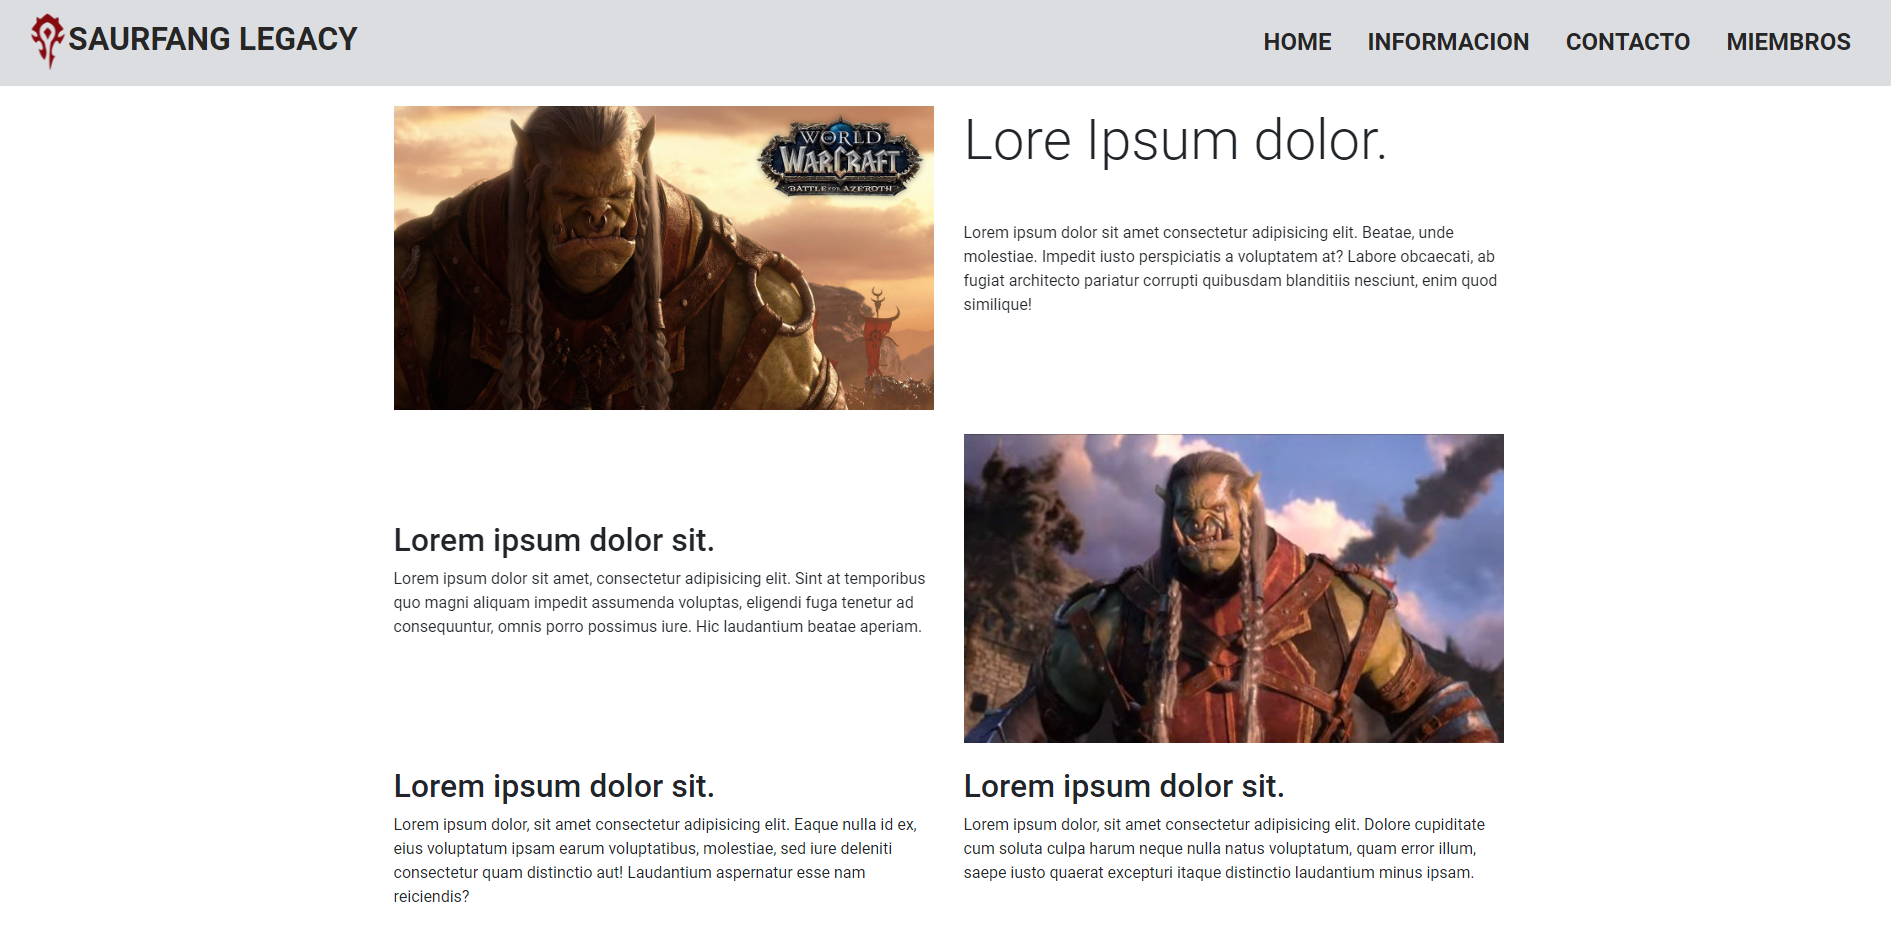 SAURFANG LEGACY
HOME INFORMACION CONTACTO MIEMBROS
WORLD OF
WARCRAFT
BATTLE FOR AZEROTH
Lore Ipsum dolor.
Lorem ipsum dolor sit amet consectetur adipisicing elit. Beatae, unde
molestiae. Impedit iusto perspiciatis a voluptatem at? Labore obcaecati, ab
fugiat architecto pariatur corrupti quibusdam blanditiis nesciunt, enim quod
similique!
Lorem ipsum dolor sit.
Lorem ipsum dolor sit amet, consectetur adipisicing elit. Sint at temporibus
quo magni aliquam impedit assumenda voluptas, eligendi fuga tenetur ad
consequuntur, omnis porro possimus iure. Hic laudantium beatae aperiam.
Lorem ipsum dolor sit.
Lorem ipsum dolor, sit amet consectetur adipisicing elit. Eaque nulla id ex,
eius voluptatum ipsam earum voluptatibus, molestiae, sed iure deleniti
consectetur quam distinctio aut! Laudantium aspernatur esse nam
reiciendis?
Lorem ipsum dolor sit.
Lorem ipsum dolor, sit amet consectetur adipisicing elit. Dolore cupiditate
cum soluta culpa harum neque nulla natus voluptatum, quam error illum,
saepe iusto quaerat excepturi itaque distinctio laudantium minus ipsam.